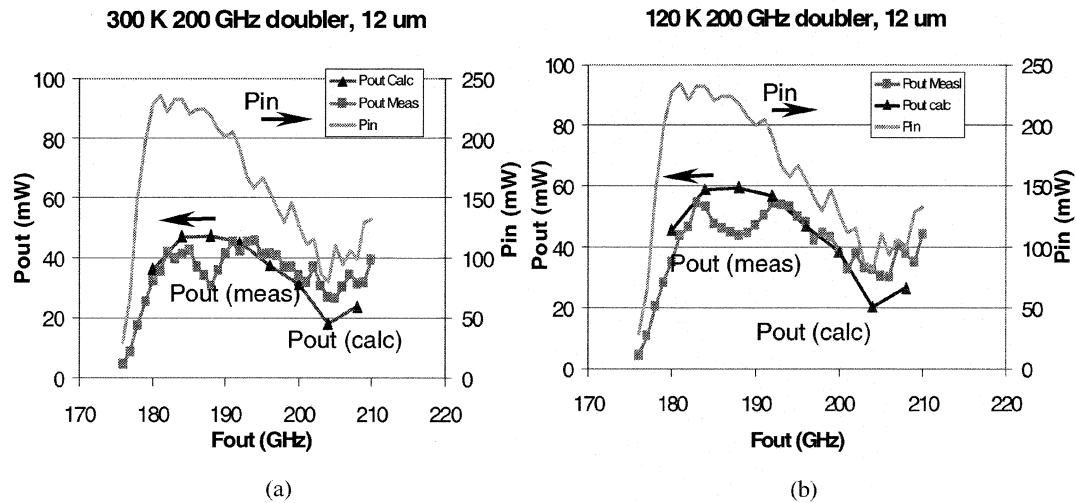 300 K 200 GHz doubler, 12 um
Pout (mW)
100
80
60
40
20
0
Pin
Pout Calc
Pout Meas
Pin
Pout (meas)
Pout (calc)
250
200
150
100
50
0
Pin (mW)
170 180 190 200 210 220
Fout (GHz)
(a)
120 K 200 GHz doubler, 12 um
Pout (mW)
100
80
60
40
20
0
Pin
Pout Measl
Pout calc
Pin
Pout (meas)
Pout (calc)
250
200
150
100
50
0
Pin (mW)
170 180 190 200 210 220
Fout (GHz)
(b)